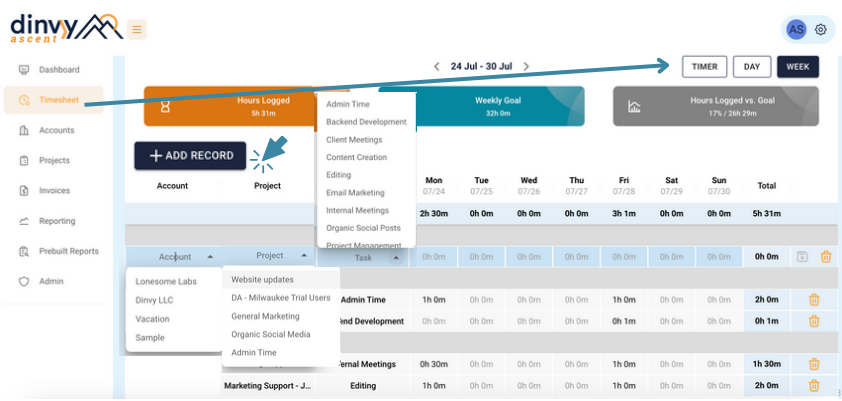 dinvy
ascent
AS
Dashboard
Timesheet
Accounts
Projects
Invoices
Reporting
Prebuilt Reports
Admin
24 Jul - 30 Jul
TIMER
DAY
WEEK
Hours Logged
5h 31m
Weekly Goal
32h 0m
Hours Logged vs. Goal
17% / 26h 29m
Admin Time
Backend Development
Client Meetings
Content Creation
Editing
Email Marketing
Internal Meetings
Organic Social Posts
Project Management
+ ADD RECORD
Account Project Mon Tue Wed Thu Fri Sat Sun Total
07/24 07/25 07/26 07/27 07/28 07/29 07/30
2h 30m 0h 0m 0h 0m 0h 0m 3h 1m 0h 0m 0h 0m 5h 31m
Account Project Task 0h 0m 0h 0m 0h 0m 0h 0m 0h 0m 0h 0m 0h 0m 0h 0m
Lonesome Labs
Dinvy LLC
Vacation
Sample
Website updates
DA - Milwaukee Trial Users
General Marketing
Organic Social Media
Admin Time
Admin Time 1h 0m 0h 0m 0h 0m 0h 0m 1h 0m 0h 0m 0h 0m 2h 0m
end Development 0h 0m 0h 0m 0h 0m 0h 0m 0h 1m 0h 0m 0h 0m 0h 1m
ernal Meetings 0h 30m 0h 0m 0h 0m 0h 0m 1h 0m 0h 0m 0h 0m 1h 30m
Marketing Support - J... Editing 1h 0m 0h 0m 0h 0m 0h 0m 1h 0m 0h 0m 0h 0m 2h 0m